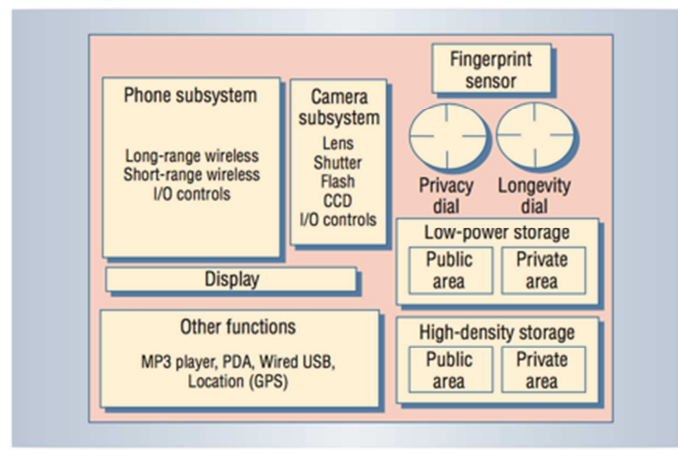 Phone subsystem
Long-range wireless
Short-range wireless
I/O controls
Camera
subsystem
Lens
Shutter
Flash
CCD
I/O controls
Fingerprint
sensor
Privacy
dial
Longevity
dial
Low-power storage
Public
area
Private
area
Display
Other functions
MP3 player, PDA, Wired USB,
Location (GPS)
High-density storage
Public
area
Private
area